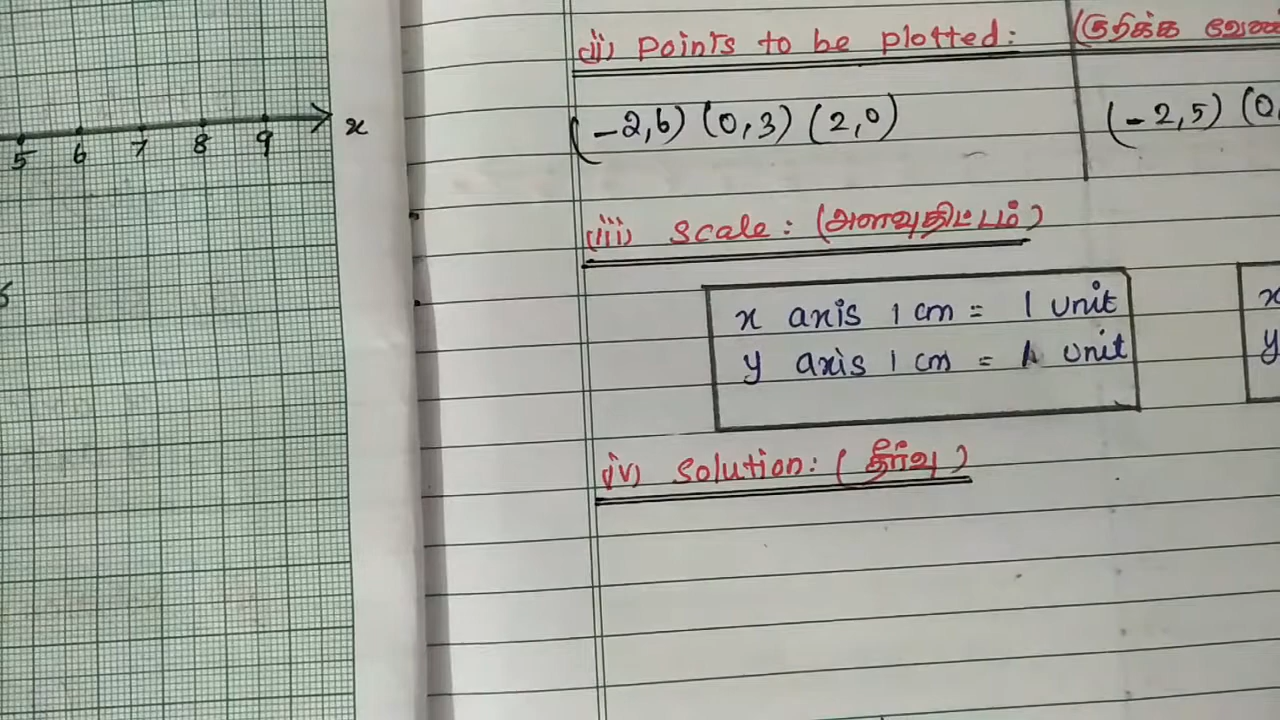 (ii) Points to be plotted: (குறிக்க
(-2,6) (0,3) (2,0) (-2,5) (0,
(iii) Scale: (அளவுதிட்டம்)
x axis 1 cm = 1 unit
y axis 1 cm = 1 unit
x
y
(iv) Solution: (தீர்வு)
5 6 7 8 9 x